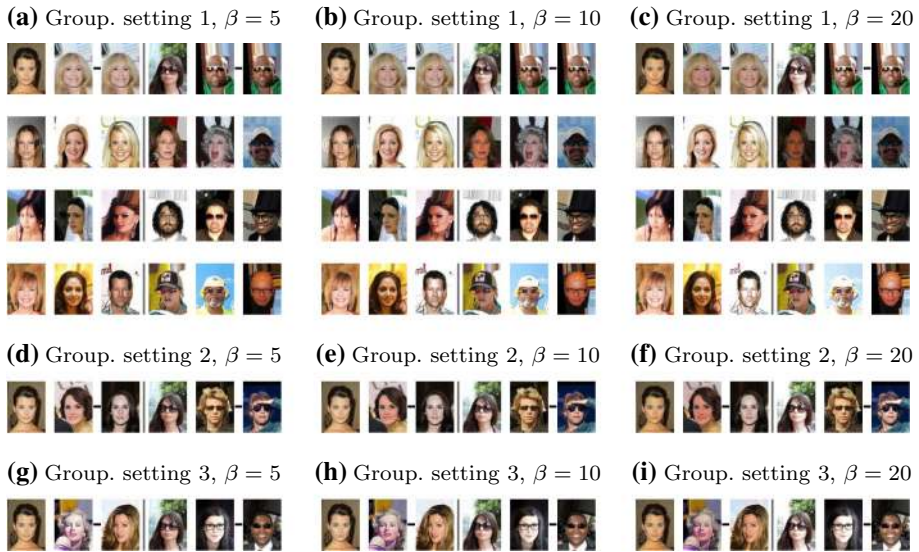 (a) Group. setting 1, β = 5 (b) Group. setting 1, β = 10 (c) Group. setting 1, β = 20
(d) Group. setting 2, β = 5 (e) Group. setting 2, β = 10 (f) Group. setting 2, β = 20
(g) Group. setting 3, β = 5 (h) Group. setting 3, β = 10 (i) Group. setting 3, β = 20